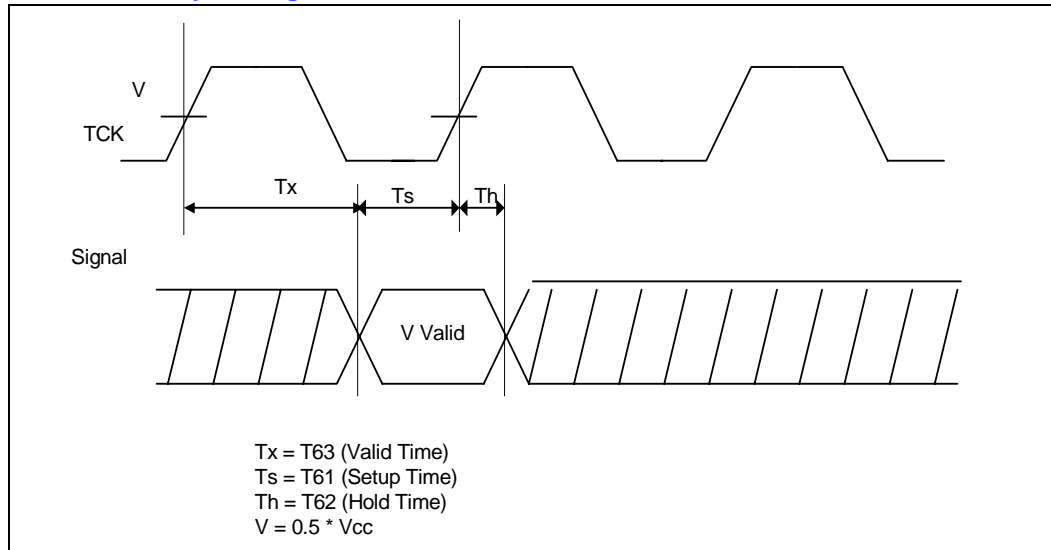 V
TCK
Tx
Ts
Th
Signal
V Valid
Tx = T63 (Valid Time)
Ts = T61 (Setup Time)
Th = T62 (Hold Time)
V = 0.5 * Vcc